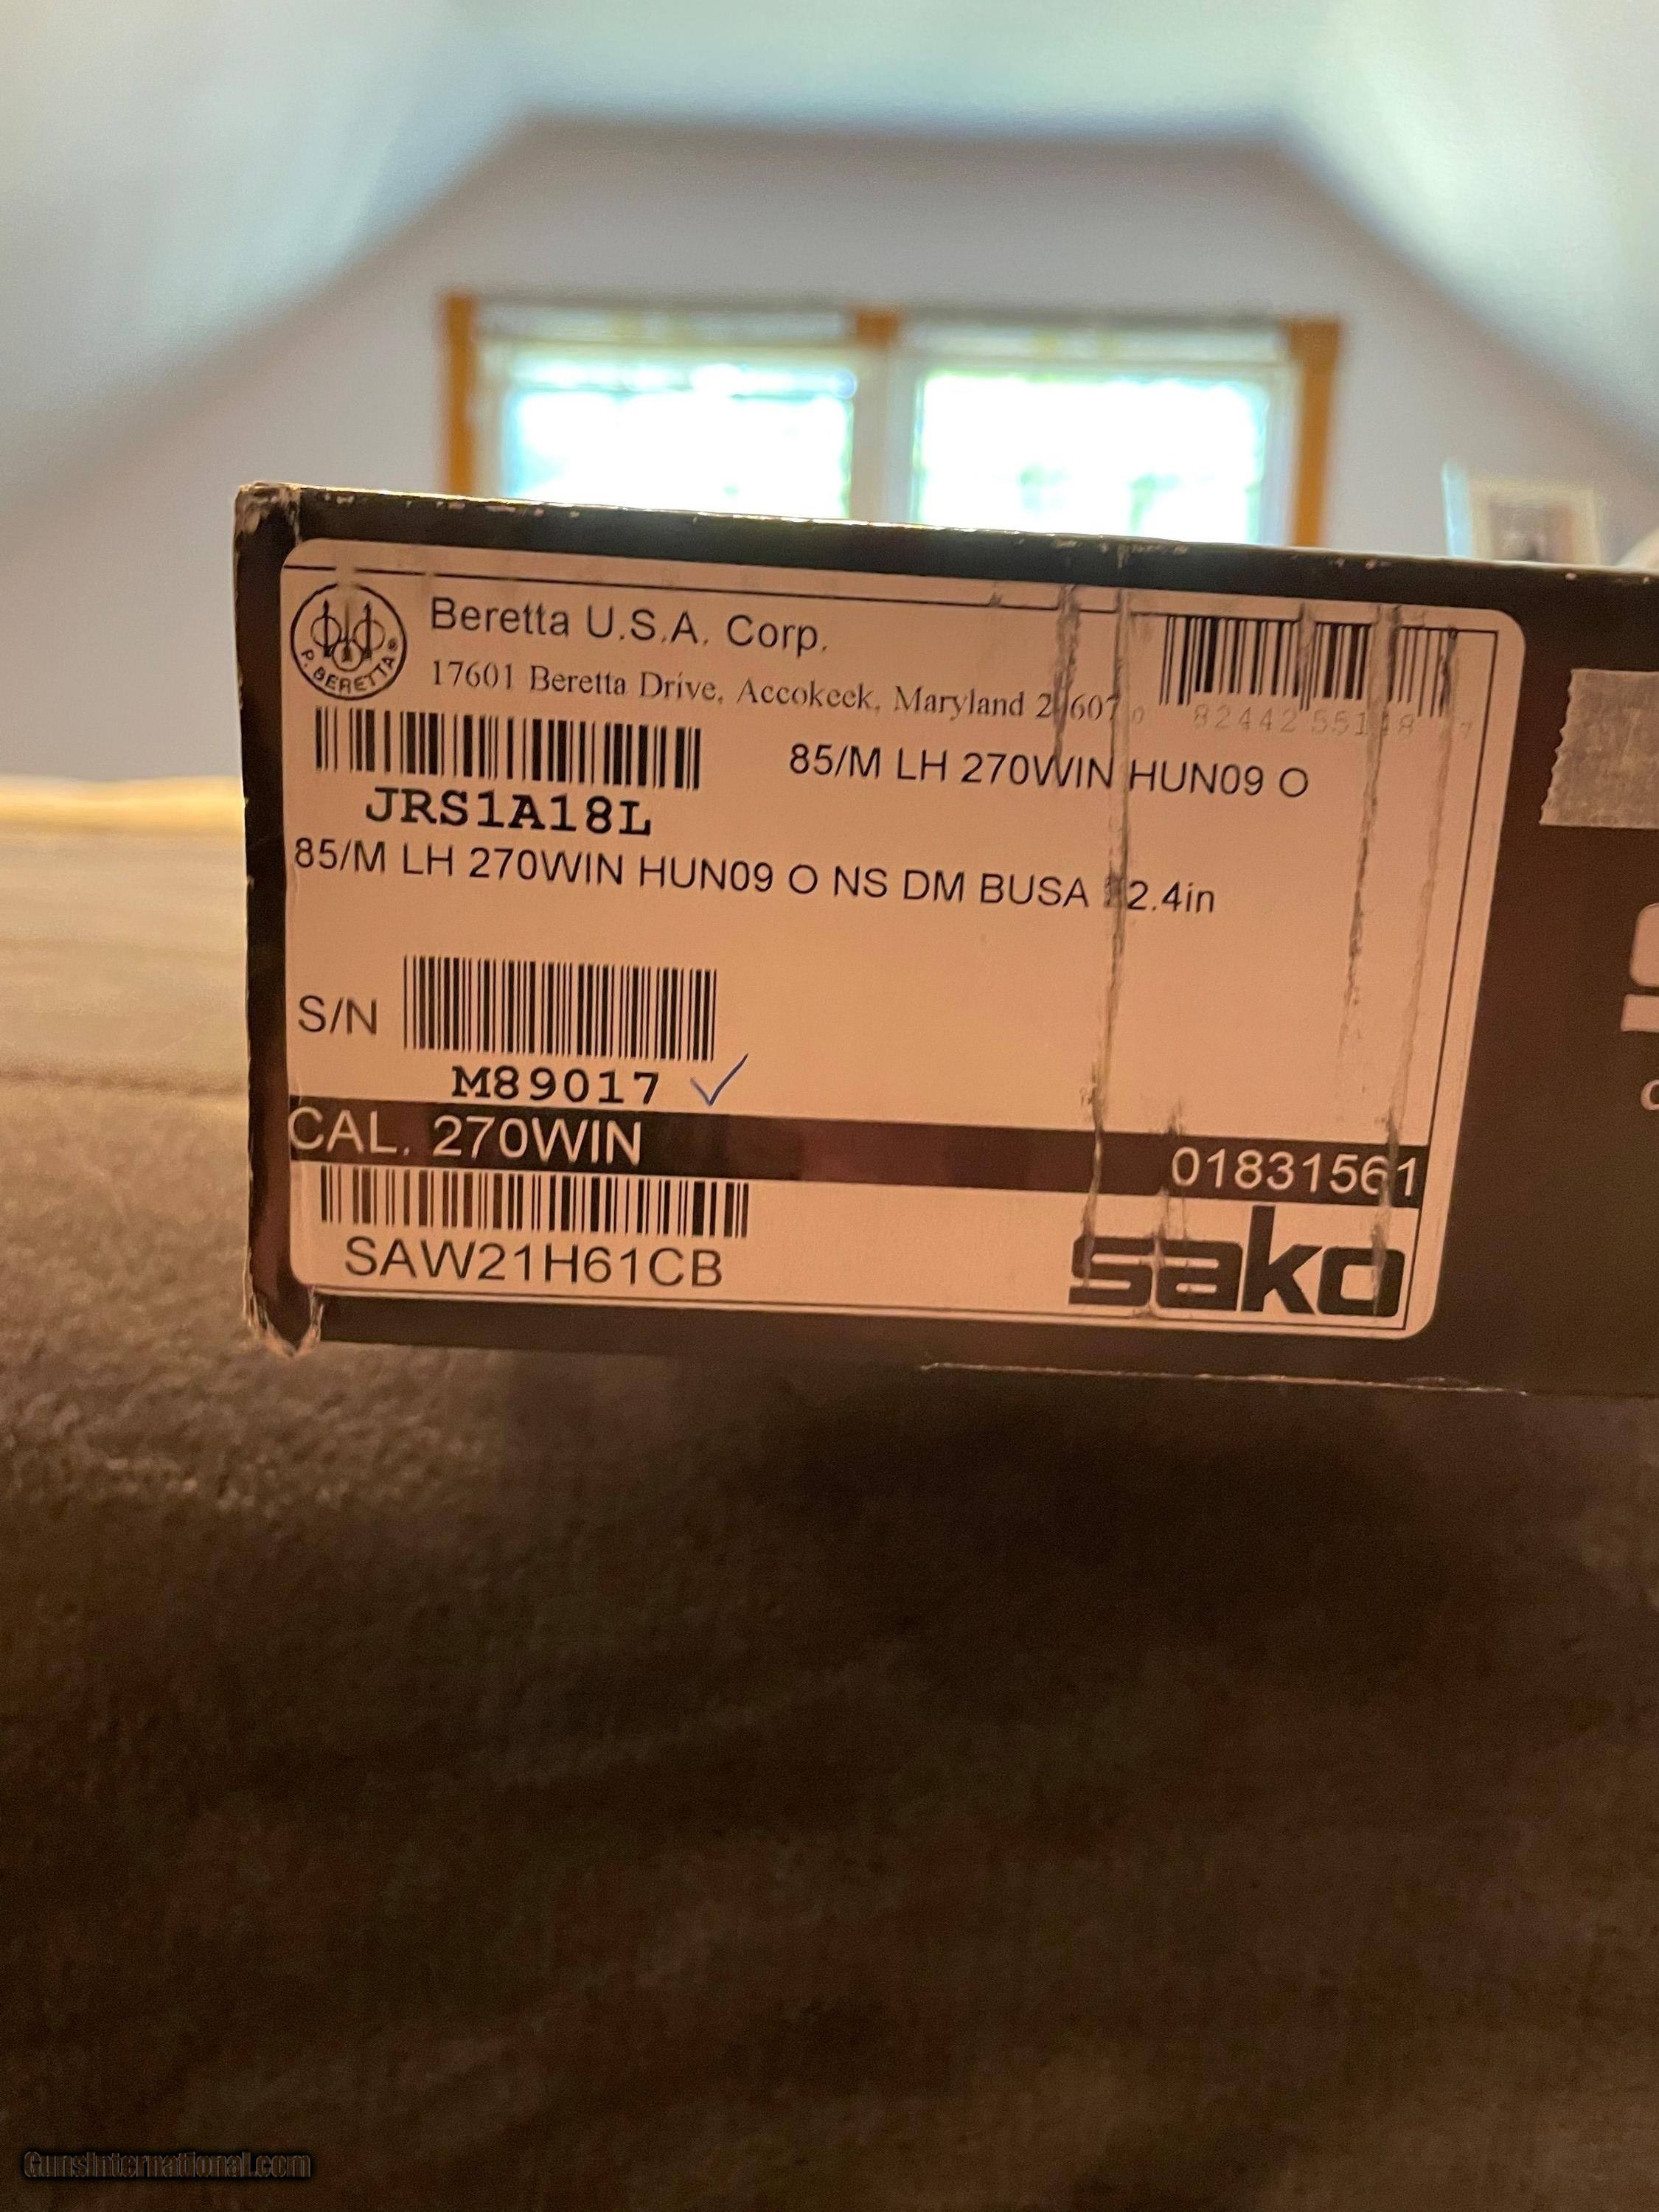 Beretta U.S.A. Corp.
17601 Beretta Drive, Accokeek, Maryland
P. BERETTA®
JRS1A18L
85/M LH 270WIN HUN09 O
85/M LH 270WIN HUN09 O NS DM BUSA
S/N
M89017
CAL. 270WIN
01831561
SAW21H61CB
sako
GunsInternational.com